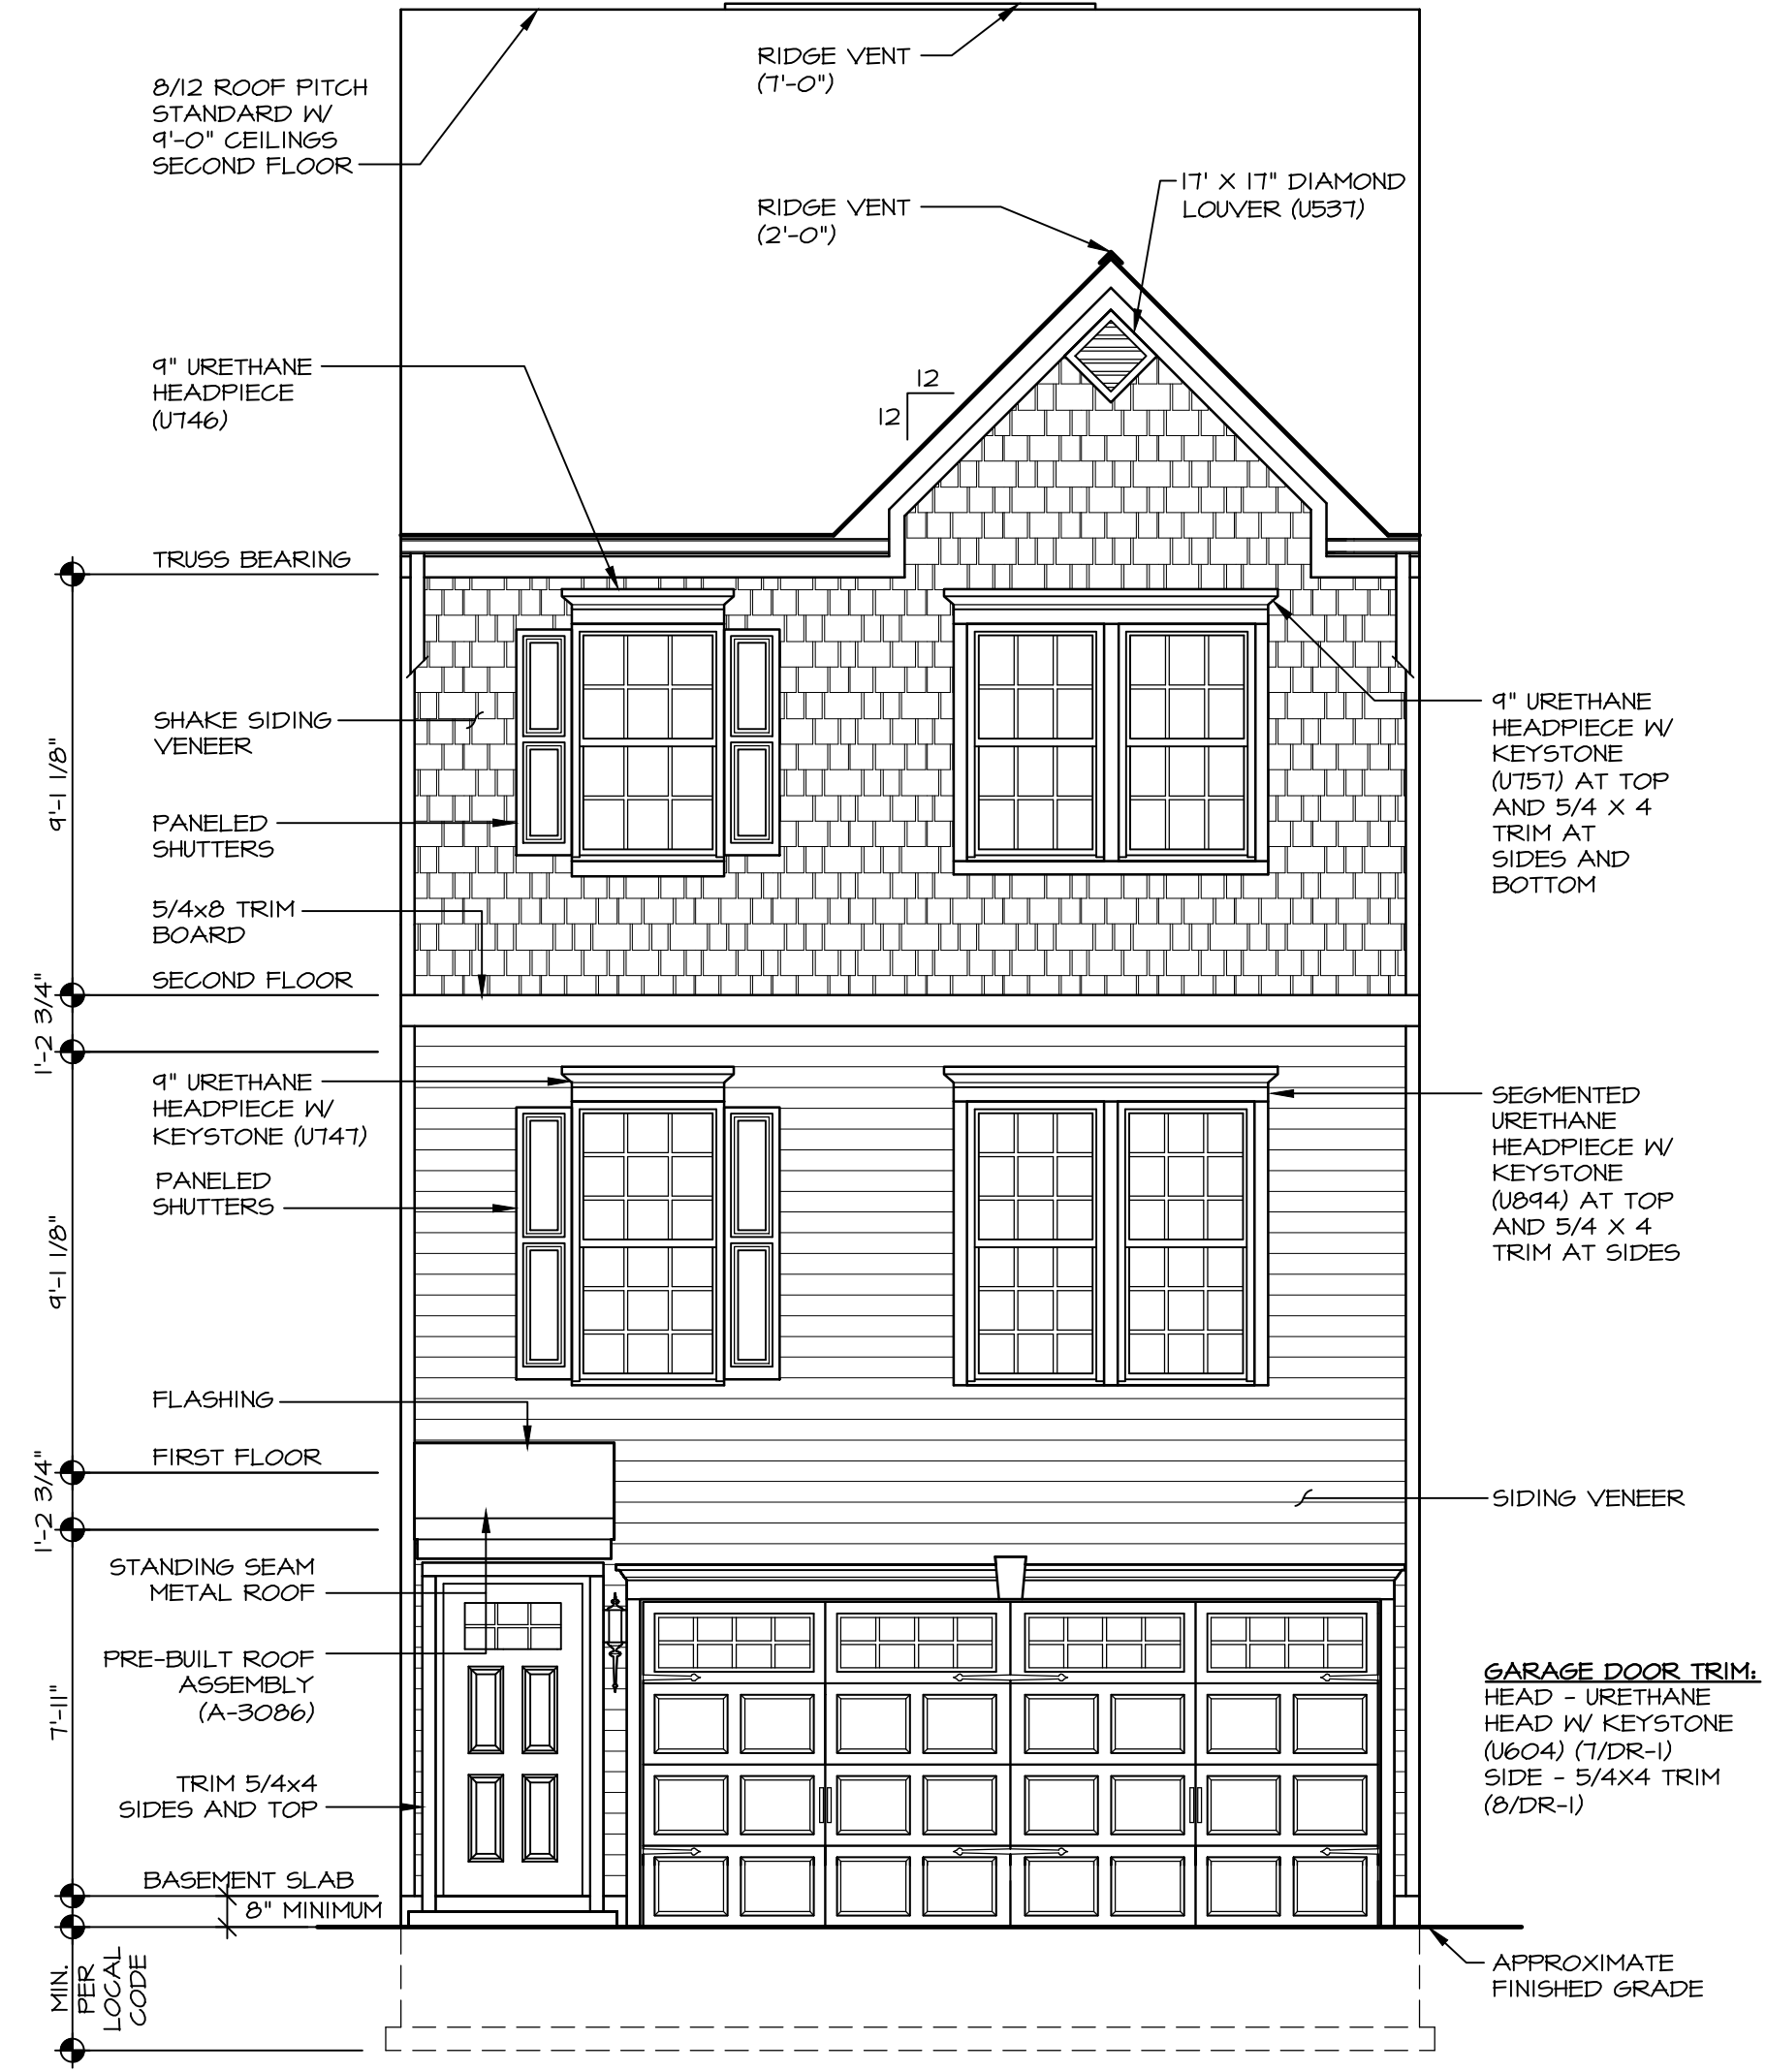 RIDGE VENT
(7'-0")
8/12 ROOF PITCH
STANDARD W/
9'-0" CEILINGS
SECOND FLOOR
17' X 17" DIAMOND
LOUVER (U537)
RIDGE VENT
(2'-0")
9" URETHANE
HEADPIECE
(U746)
12
12
TRUSS BEARING
9" URETHANE
HEADPIECE W/
KEYSTONE
(U757) AT TOP
AND 5/4 X 4
TRIM AT
SIDES AND
BOTTOM
SHAKE SIDING
VENEER
9'-1 1/8"
PANELED
SHUTTERS
5/4x8 TRIM
BOARD
SECOND FLOOR
1'-2 3/4"
9" URETHANE
HEADPIECE W/
KEYSTONE (U747)
SEGMENTED
URETHANE
HEADPIECE W/
KEYSTONE
(U894) AT TOP
AND 5/4 X 4
TRIM AT SIDES
PANELED
SHUTTERS
9'-1 1/8"
FLASHING
FIRST FLOOR
1'-2 3/4"
SIDING VENEER
STANDING SEAM
METAL ROOF
PRE-BUILT ROOF
ASSEMBLY
(A-3086)
7'-11"
GARAGE DOOR TRIM:
HEAD - URETHANE
HEAD W/ KEYSTONE
(U604) (7/DR-1)
SIDE - 5/4X4 TRIM
(8/DR-1)
TRIM 5/4x4
SIDES AND TOP
BASEMENT SLAB
8" MINIMUM
MIN.
PER
LOCAL
CODE
APPROXIMATE
FINISHED GRADE